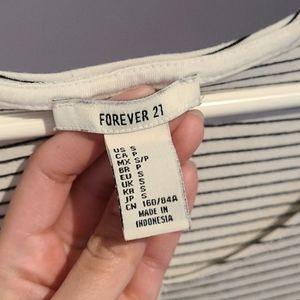 FOREVER 21
US S
CA P
MX S/P
BR P
EU S
UK S
KR S
JP S
CN 160/84A
MADE IN
INDONESIA